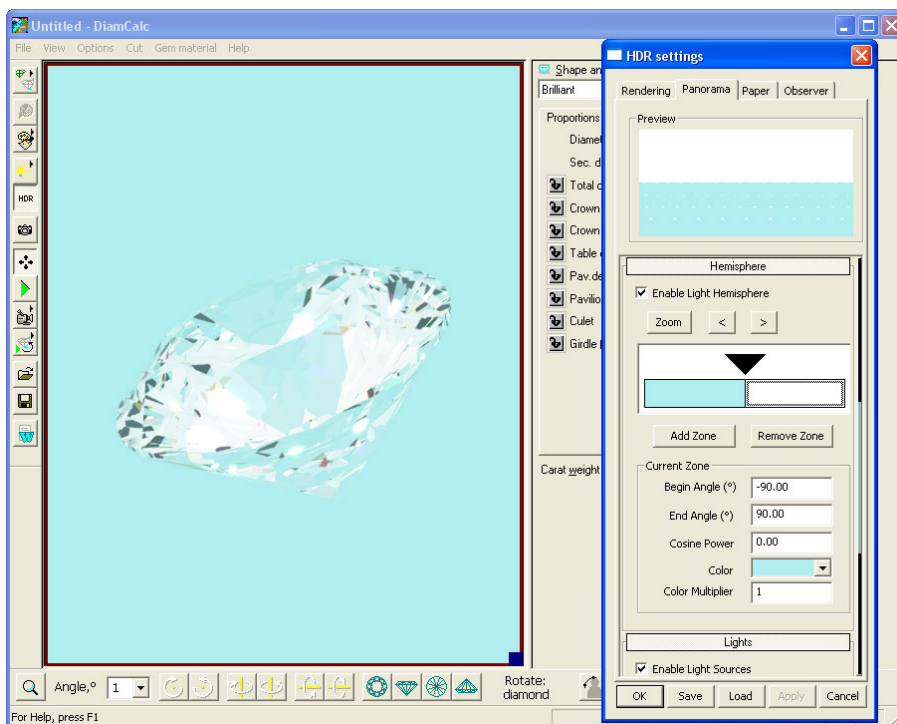 Untitled - DiamCalc
File View Options Cut Gem material Help
HDR
Shape an
Brilliant
Proportions
Diamet
Sec. d
Total d
Crown
Crown
Table
Pav.de
Pavilio
Culet
Girdle
Carat weight
HDR settings
Rendering Panorama Paper Observer
Preview
Hemisphere
Enable Light Hemisphere
Zoom < >
Add Zone Remove Zone
Current Zone
Begin Angle (°) -90.00
End Angle (°) 90.00
Cosine Power 0.00
Color
Color Multiplier 1
Lights
Enable Light Sources
OK Save Load Apply Cancel
Angle,° 1
Rotate:
diamond
For Help, press F1